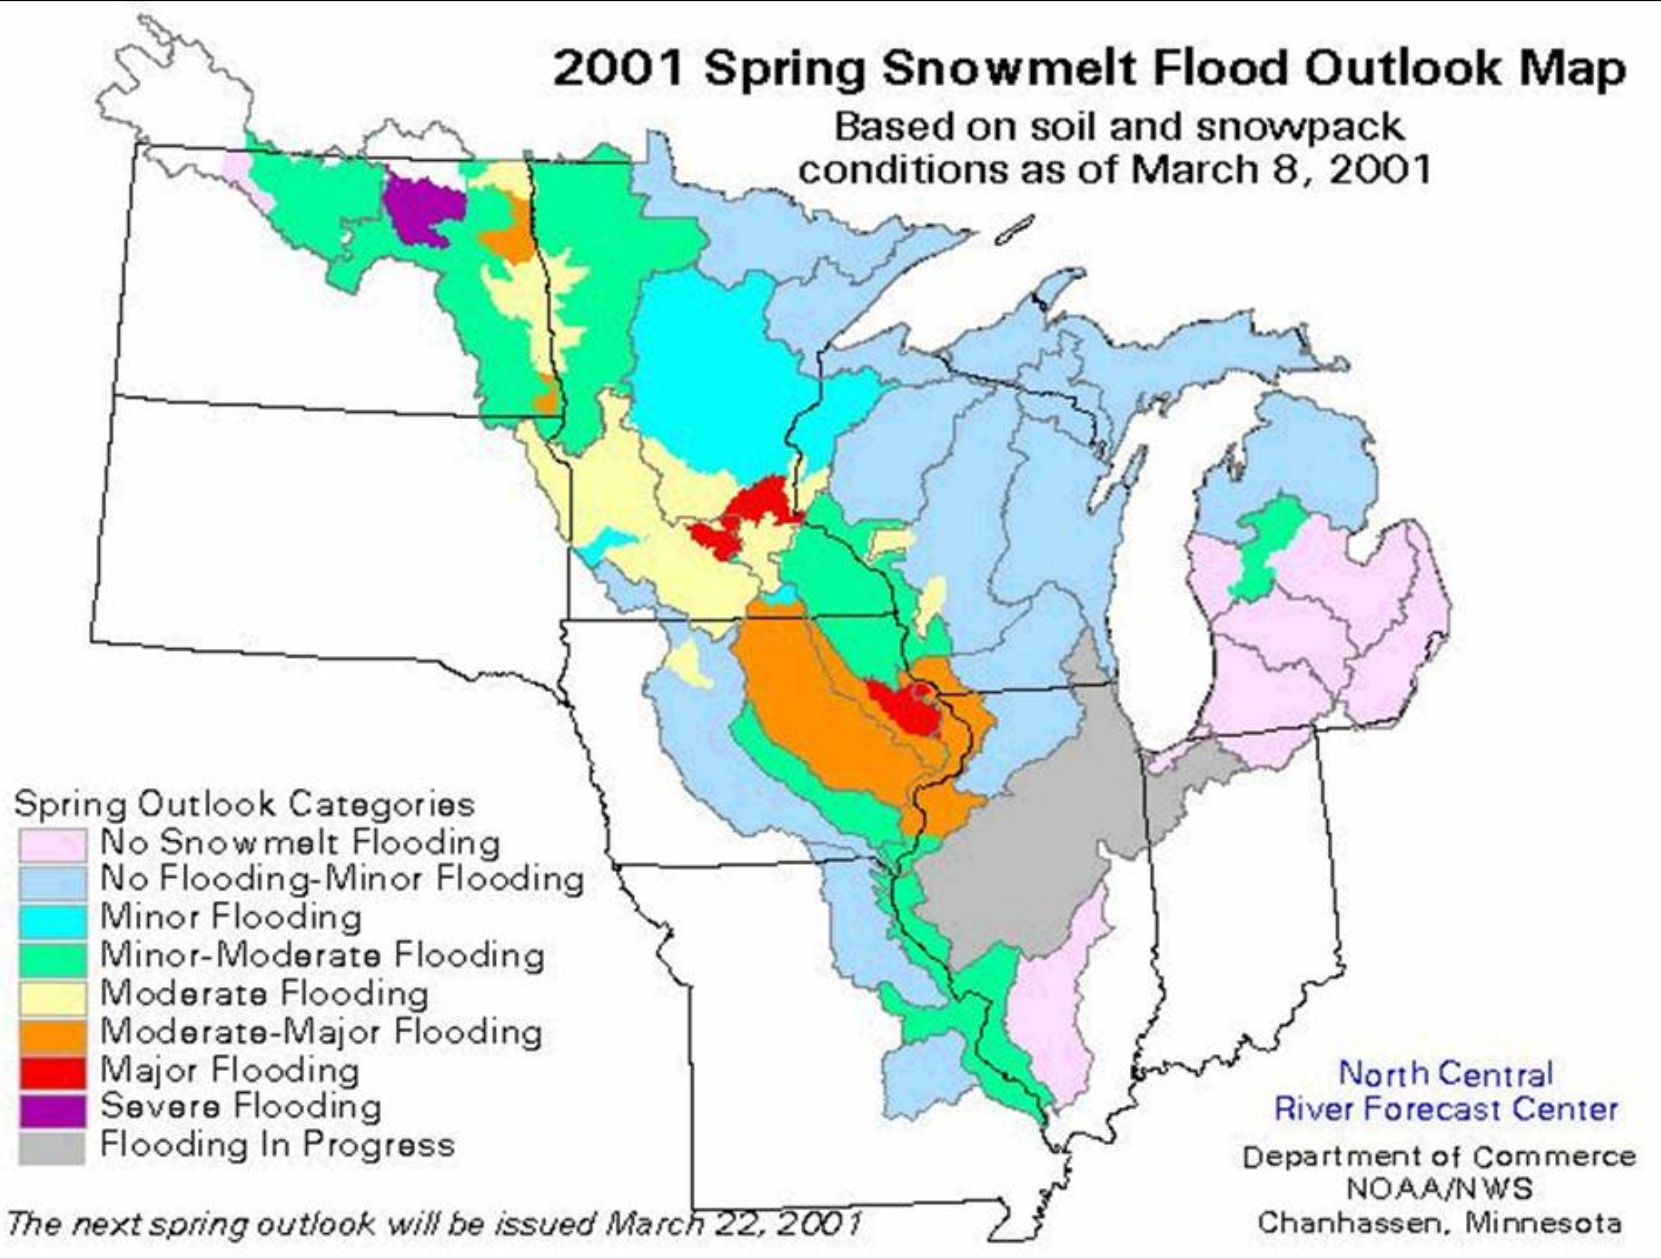 2001 Spring Snowmelt Flood Outlook Map
Based on soil and snowpack
conditions as of March 8, 2001
Spring Outlook Categories
No Snowmelt Flooding
No Flooding-Minor Flooding
Minor Flooding
Minor-Moderate Flooding
Moderate Flooding
Moderate-Major Flooding
Major Flooding
Severe Flooding
Flooding In Progress
The next spring outlook will be issued March 22, 2001
North Central
River Forecast Center
Department of Commerce
NOAA/NWS
Chanhassen, Minnesota